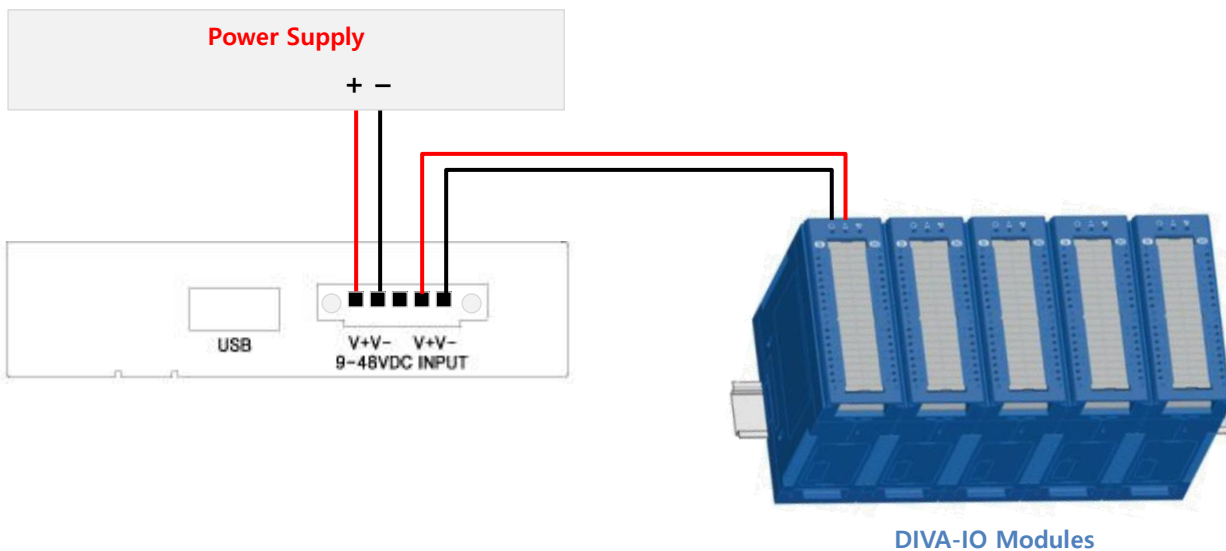 Power Supply
+ −
USB
V+V− V+V−
9-48VDC INPUT
DIVA-IO Modules